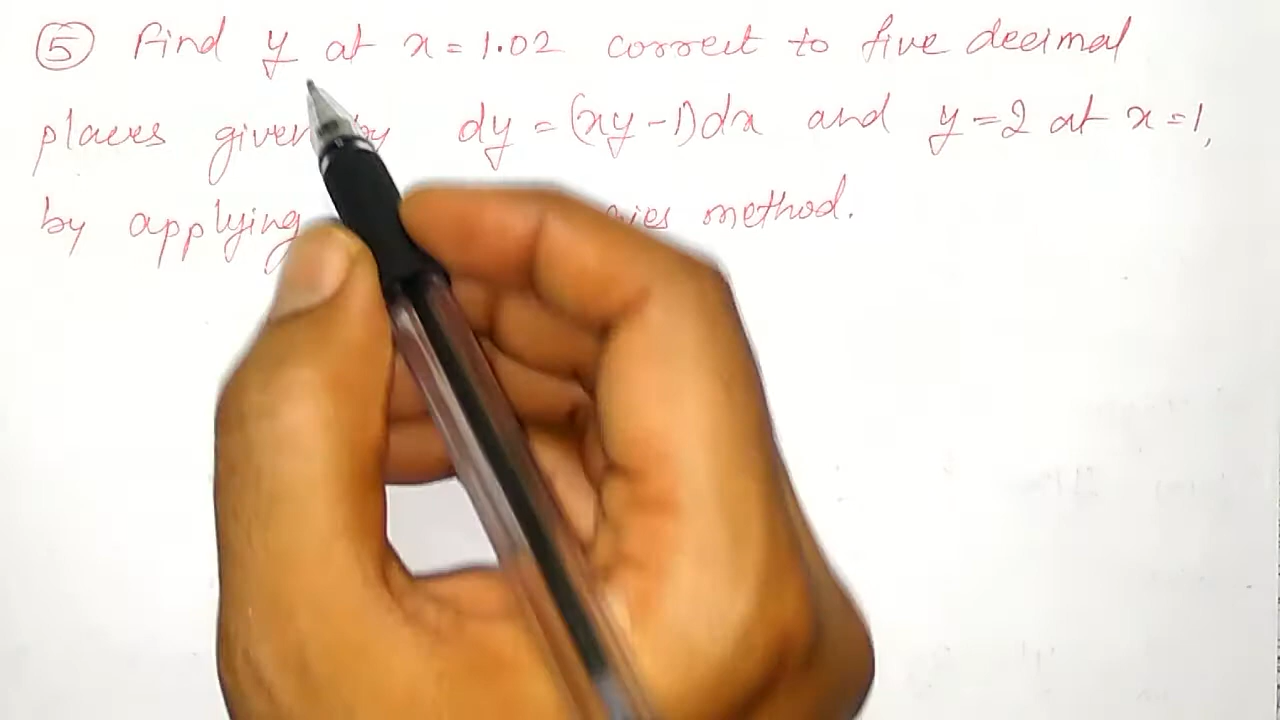 ⑤ Find y at x = 1.02 correct to five decimal
places given by dy = (xy - 1)dx and y = 2 at x = 1,
by applying method.